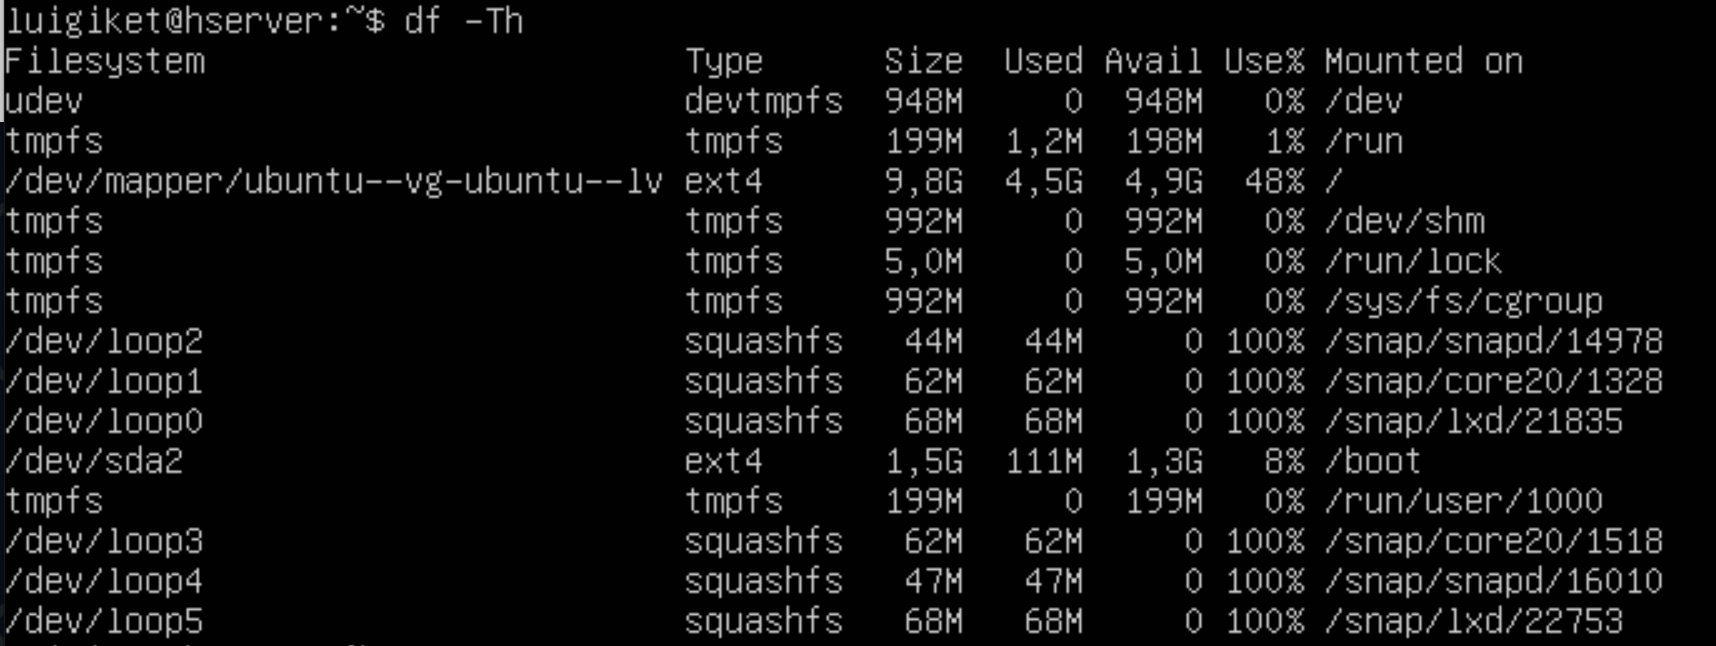 luigiket@hserver:~$ df -Th
Filesystem                        Type      Size  Used Avail Use% Mounted on
udev                              devtmpfs  948M     0  948M   0% /dev
tmpfs                             tmpfs     199M  1,2M  198M   1% /run
/dev/mapper/ubuntu--vg-ubuntu--lv ext4      9,8G  4,5G  4,9G  48% /
tmpfs                             tmpfs     992M     0  992M   0% /dev/shm
tmpfs                             tmpfs     5,0M     0  5,0M   0% /run/lock
tmpfs                             tmpfs     992M     0  992M   0% /sys/fs/cgroup
/dev/loop2                        squashfs   44M   44M     0 100% /snap/snapd/14978
/dev/loop1                        squashfs   62M   62M     0 100% /snap/core20/1328
/dev/loop0                        squashfs   68M   68M     0 100% /snap/lxd/21835
/dev/sda2                         ext4      1,5G  111M  1,3G   8% /boot
tmpfs                             tmpfs     199M     0  199M   0% /run/user/1000
/dev/loop3                        squashfs   62M   62M     0 100% /snap/core20/1518
/dev/loop4                        squashfs   47M   47M     0 100% /snap/snapd/16010
/dev/loop5                        squashfs   68M   68M     0 100% /snap/lxd/22753